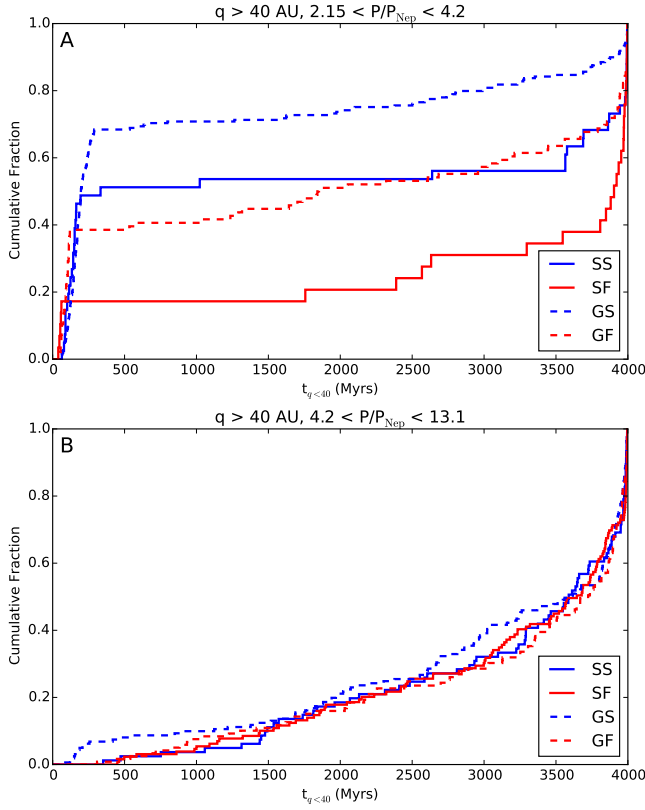 q > 40 AU, 2.15 < P/P_Nep < 4.2
A
1.0
0.8
0.6
0.4
0.2
0.0
Cumulative Fraction
SS
SF
GS
GF
0 500 1000 1500 2000 2500 3000 3500 4000
t_q<40 (Myrs)
q > 40 AU, 4.2 < P/P_Nep < 13.1
B
1.0
0.8
0.6
0.4
0.2
0.0
Cumulative Fraction
SS
SF
GS
GF
0 500 1000 1500 2000 2500 3000 3500 4000
t_q<40 (Myrs)